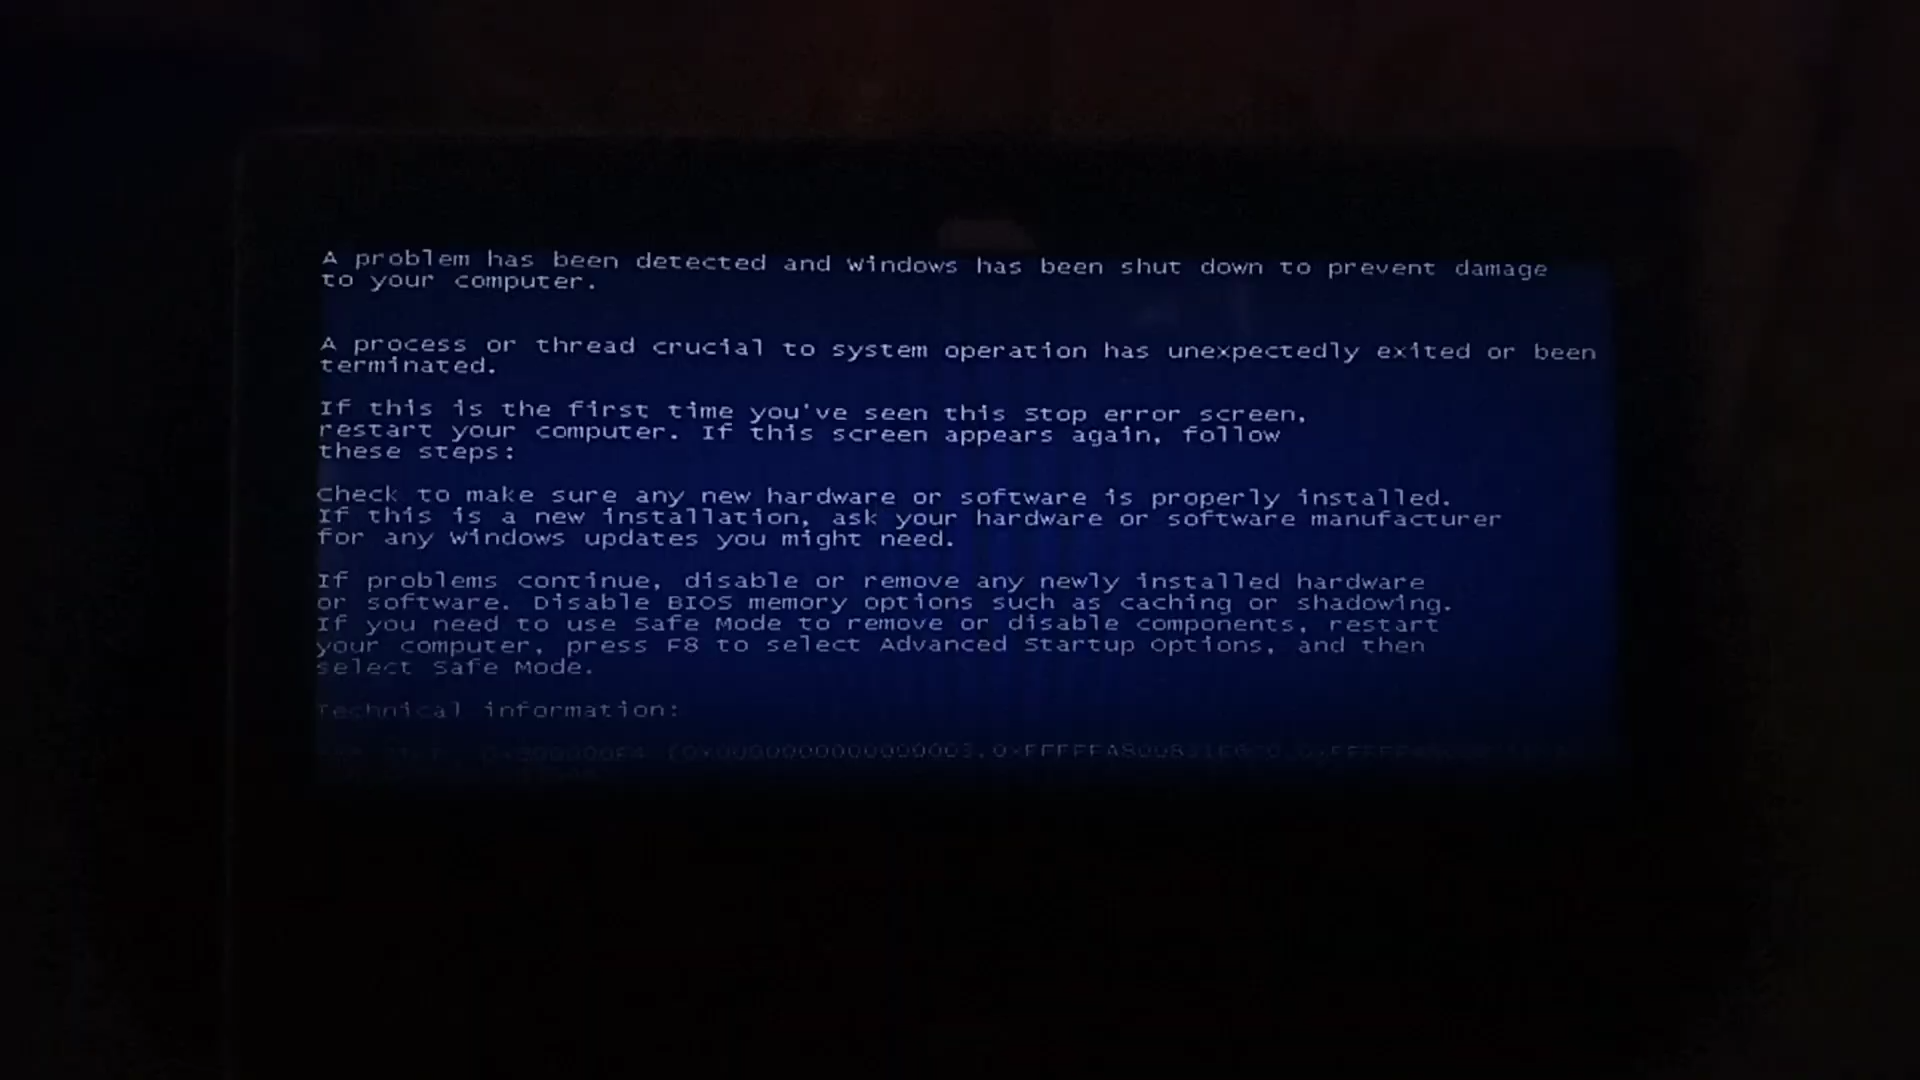 A problem has been detected and Windows has been shut down to prevent damage
to your computer.
A process or thread crucial to system operation has unexpectedly exited or been
terminated.
If this is the first time you've seen this Stop error screen,
restart your computer. If this screen appears again, follow
these steps:
Check to make sure any new hardware or software is properly installed.
If this is a new installation, ask your hardware or software manufacturer
for any Windows updates you might need.
If problems continue, disable or remove any newly installed hardware
or software. Disable BIOS memory options such as caching or shadowing.
If you need to use Safe Mode to remove or disable components, restart
your computer, press F8 to select Advanced Startup Options, and then
select Safe Mode.
Technical information: